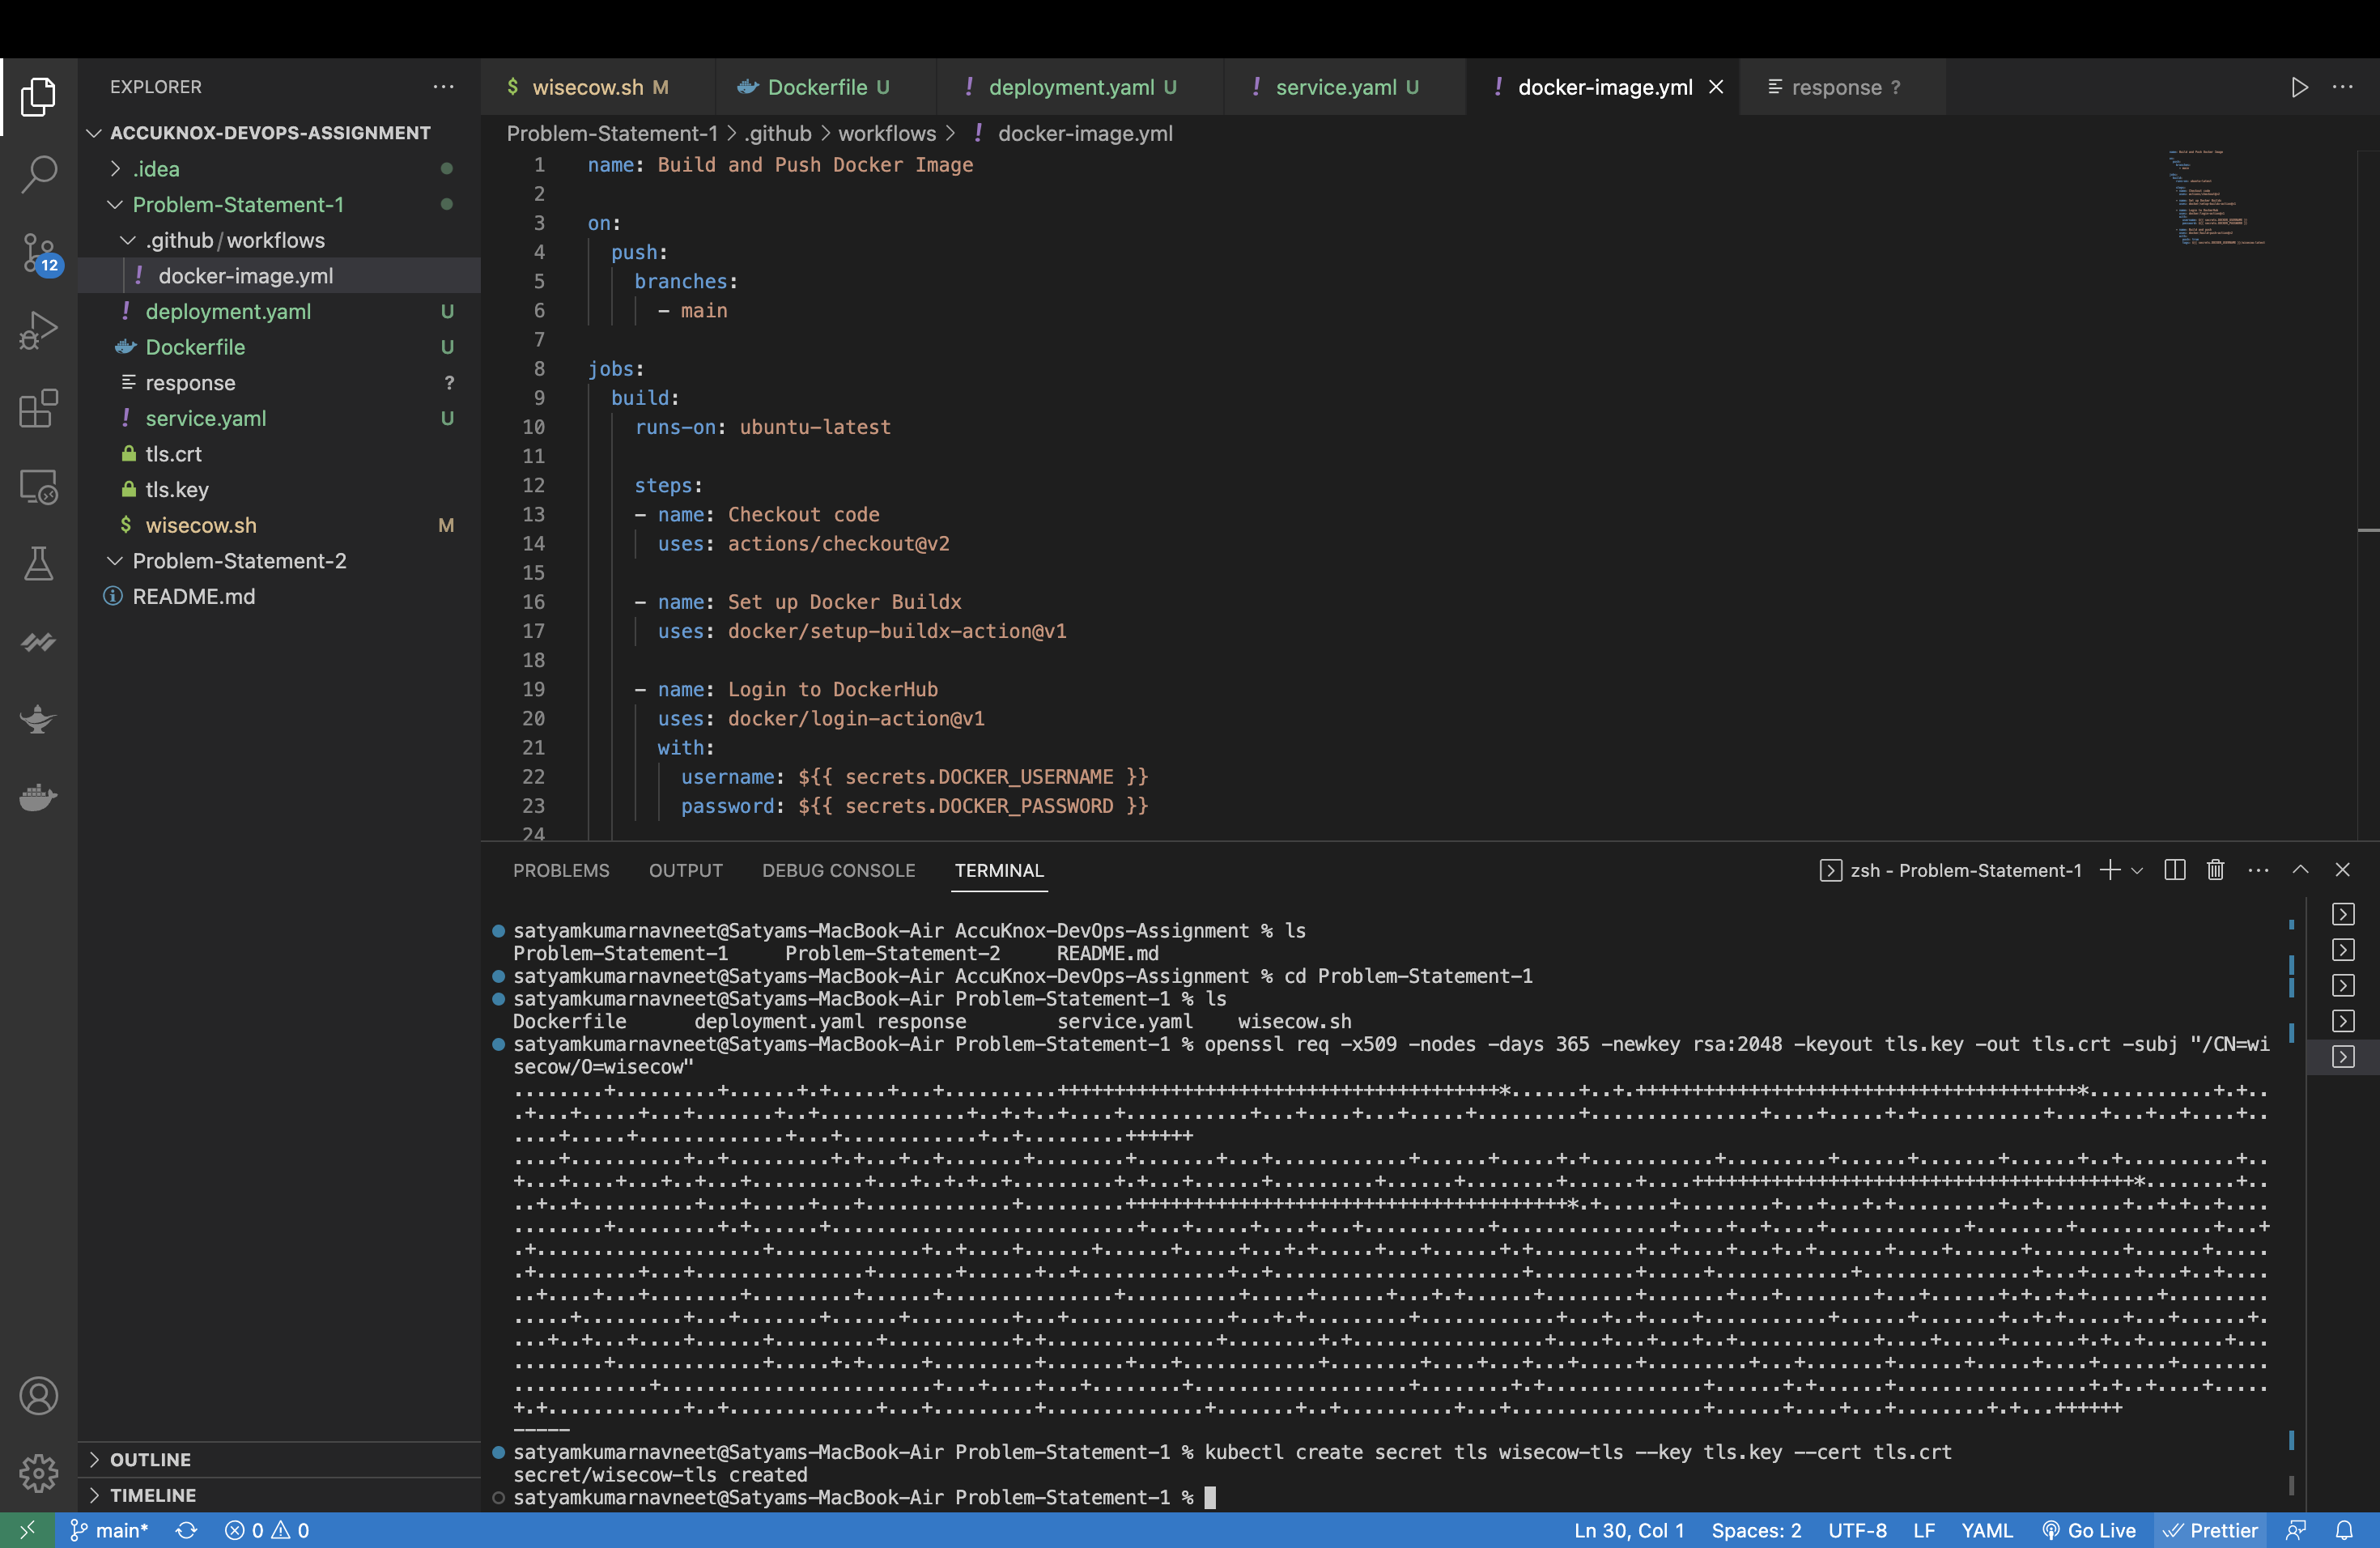 EXPLORER
ACCUKNOX-DEVOPS-ASSIGNMENT
.idea
Problem-Statement-1
.github/workflows
docker-image.yml
deployment.yaml U
Dockerfile U
response ?
service.yaml U
tls.crt
tls.key
wisecow.sh M
Problem-Statement-2
README.md
OUTLINE
TIMELINE
12
wisecow.sh M Dockerfile U deployment.yaml U service.yaml U docker-image.yml response ?
Problem-Statement-1 > .github > workflows > docker-image.yml
1 name: Build and Push Docker Image
2
3 on:
4 push:
5 branches:
6 - main
7
8 jobs:
9 build:
10 runs-on: ubuntu-latest
11
12 steps:
13 - name: Checkout code
14 uses: actions/checkout@v2
15
16 - name: Set up Docker Buildx
17 uses: docker/setup-buildx-action@v1
18
19 - name: Login to DockerHub
20 uses: docker/login-action@v1
21 with:
22 username: ${{ secrets.DOCKER_USERNAME }}
23 password: ${{ secrets.DOCKER_PASSWORD }}
24
PROBLEMS OUTPUT DEBUG CONSOLE TERMINAL
zsh - Problem-Statement-1
satyamkumarnavneet@Satyams-MacBook-Air AccuKnox-DevOps-Assignment % ls
Problem-Statement-1 Problem-Statement-2 README.md
satyamkumarnavneet@Satyams-MacBook-Air AccuKnox-DevOps-Assignment % cd Problem-Statement-1
satyamkumarnavneet@Satyams-MacBook-Air Problem-Statement-1 % ls
Dockerfile deployment.yaml response service.yaml wisecow.sh
satyamkumarnavneet@Satyams-MacBook-Air Problem-Statement-1 % openssl req -x509 -nodes -days 365 -newkey rsa:2048 -keyout tls.key -out tls.crt -subj "/CN=wi
secow/O=wisecow"
-----
satyamkumarnavneet@Satyams-MacBook-Air Problem-Statement-1 % kubectl create secret tls wisecow-tls --key tls.key --cert tls.crt
secret/wisecow-tls created
satyamkumarnavneet@Satyams-MacBook-Air Problem-Statement-1 %
main* 0 0 Ln 30, Col 1 Spaces: 2 UTF-8 LF YAML Go Live Prettier